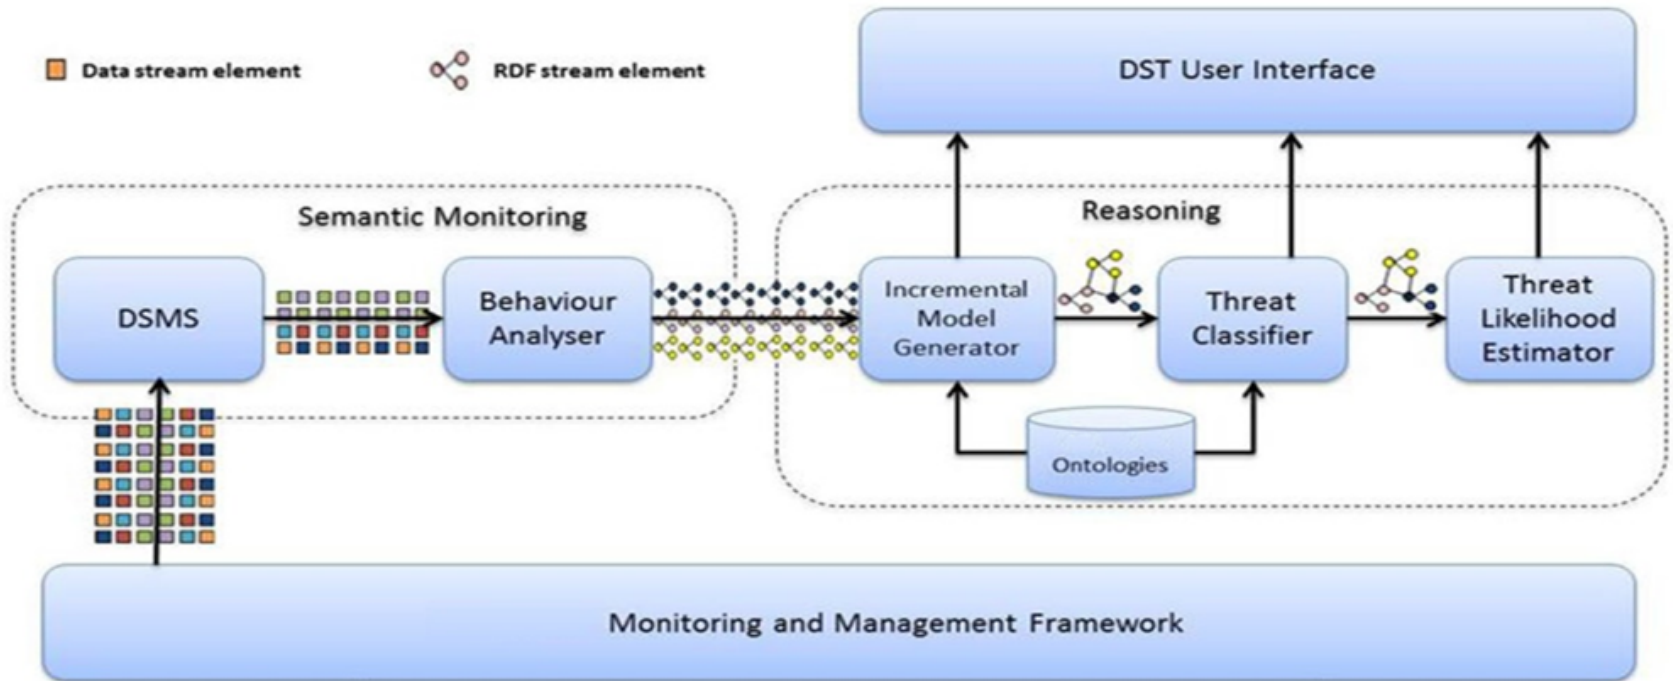 Data stream element
RDF stream element
DST User Interface
Semantic Monitoring
Reasoning
DSMS
Behaviour
Analyser
Incremental
Model
Generator
Threat
Classifier
Threat
Likelihood
Estimator
Ontologies
Monitoring and Management Framework